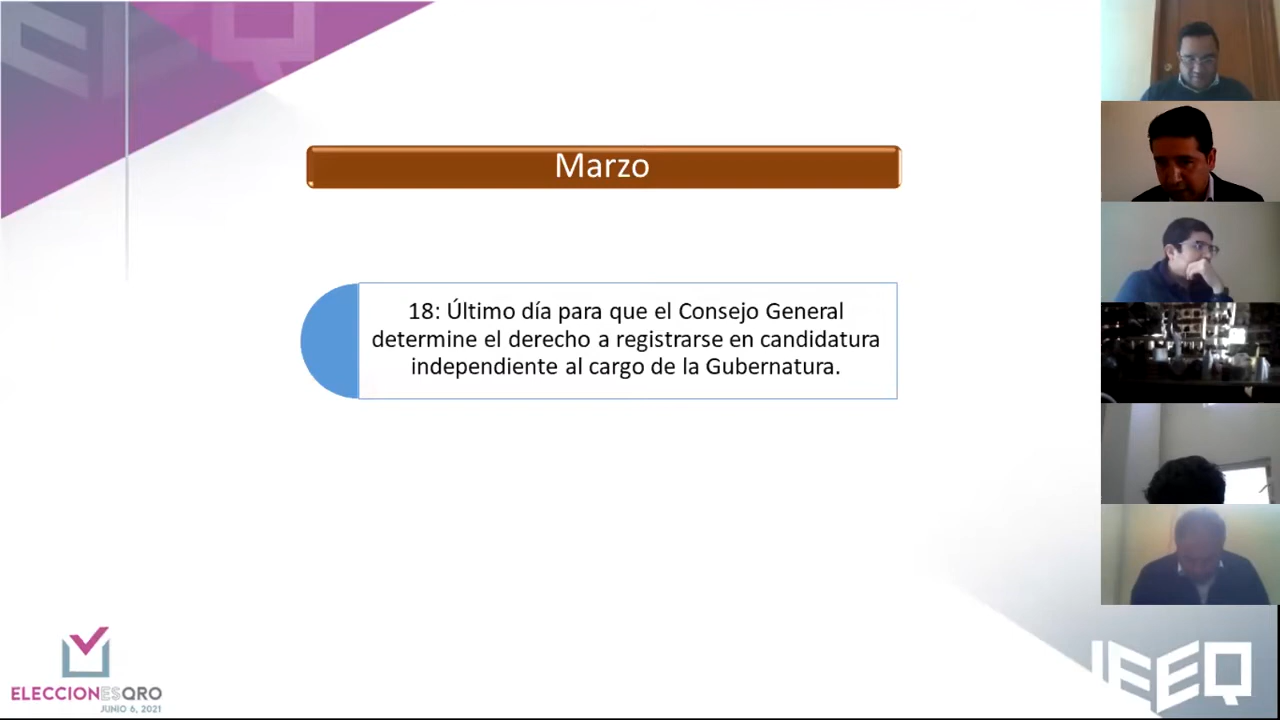 Marzo
18: Último día para que el Consejo General
determine el derecho a registrarse en candidatura
independiente al cargo de la Gubernatura.
ELECCIONESQRO
JUNIO 6, 2021
IEEQ